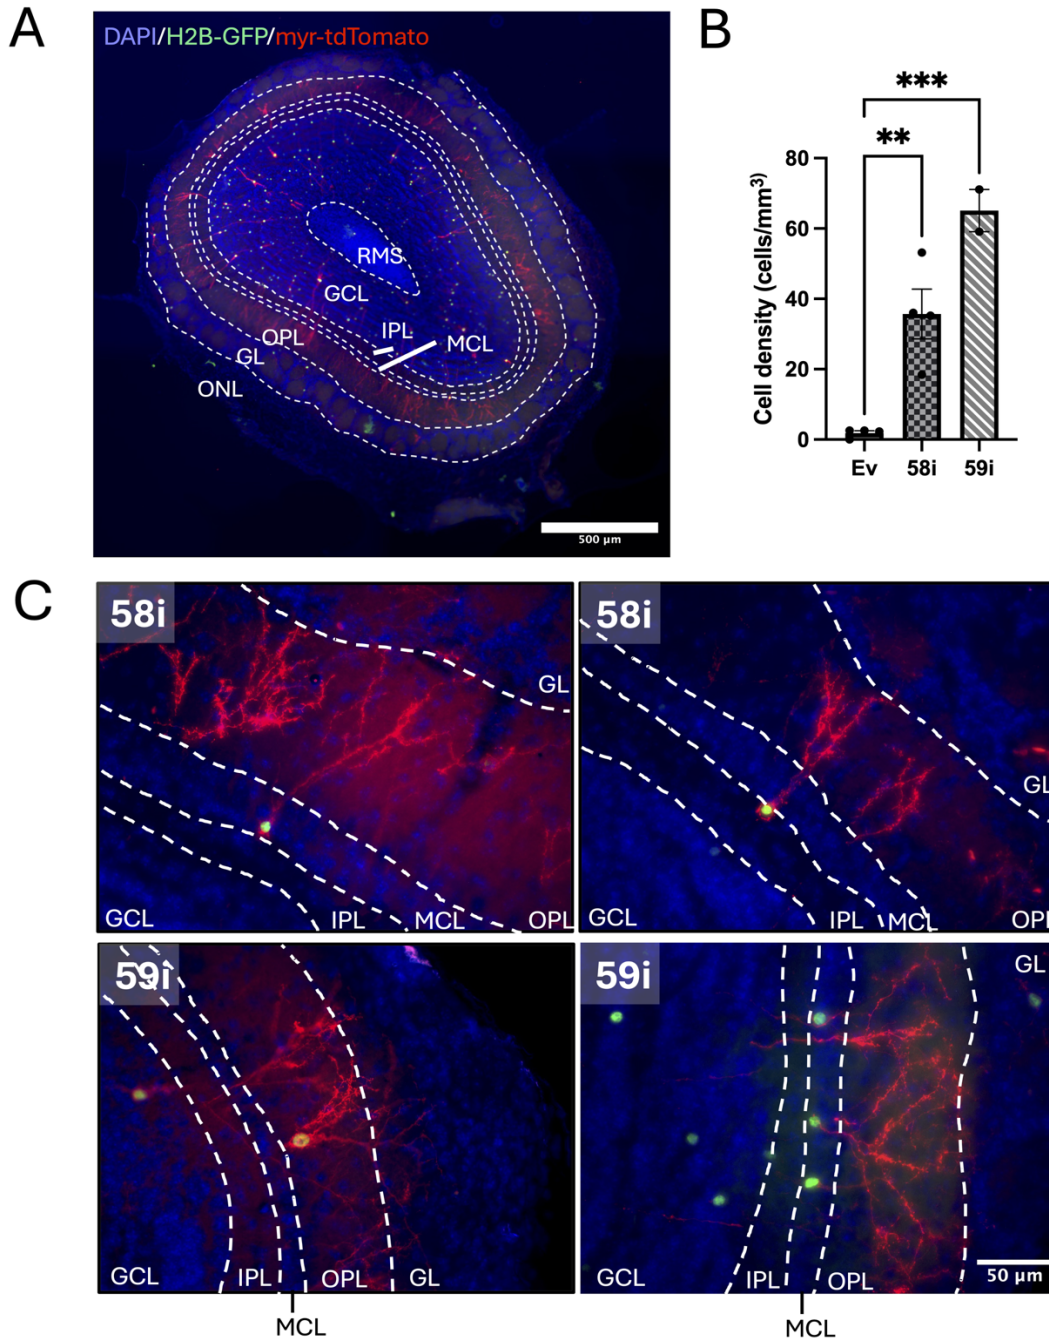 A
DAPI/H2B-GFP/myr-tdTomato
RMS
GCL
IPL
MCL
OPL
GL
ONL
500 µm
B
***
**
Cell density (cells/mm³⁾
80
60
40
20
0
Ev 58i 59i
C
58i
GL
GCL IPL MCL OPL
58i
GL
GCL IPL MCL OPL
59i
GCL IPL OPL GL
MCL
59i
GL
50 µm
GCL IPL OPL
MCL